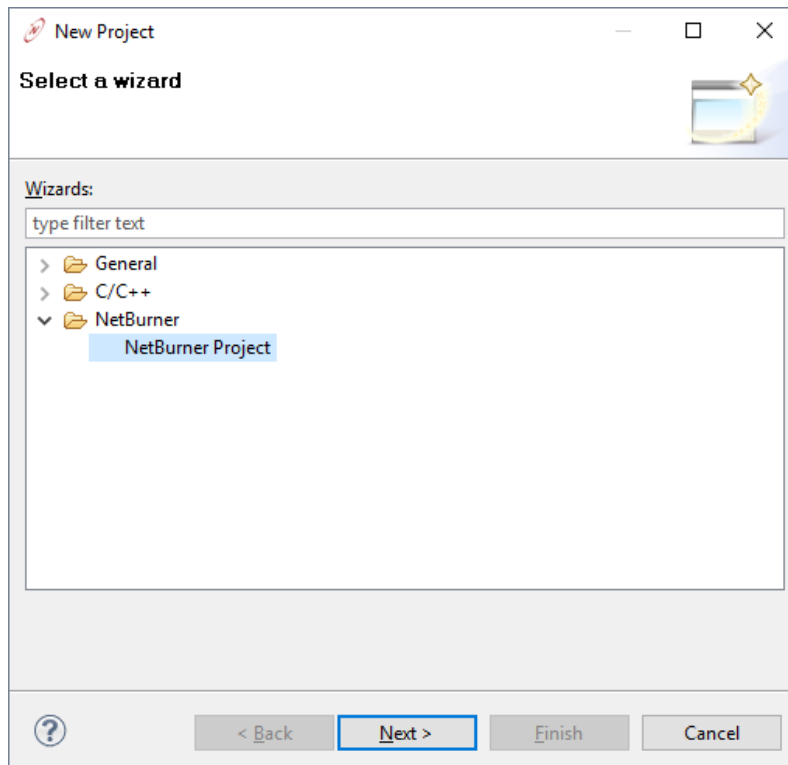 New Project
Select a wizard
Wizards:
type filter text
General
C/C++
NetBurner
NetBurner Project
?
< Back Next > Finish Cancel